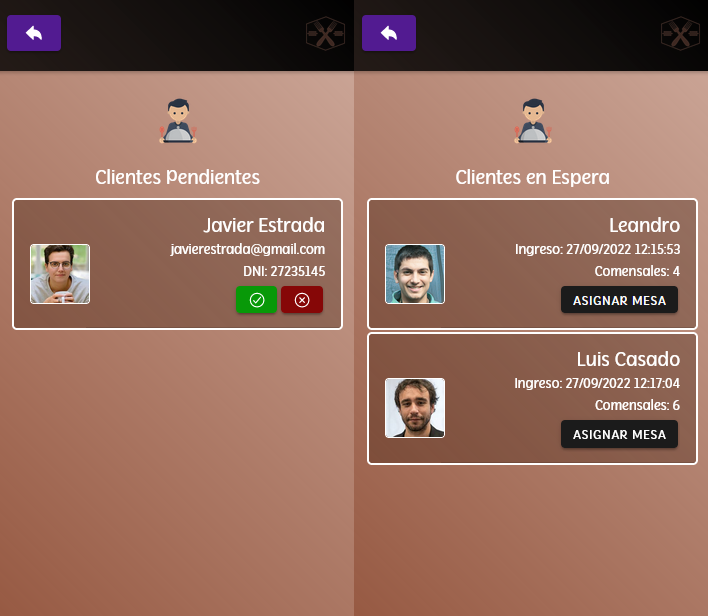 Clientes Pendientes
Javier Estrada
javierestrada@gmail.com
DNI: 27235145
Clientes en Espera
Leandro
Ingreso: 27/09/2022 12:15:53
Comensales: 4
ASIGNAR MESA
Luis Casado
Ingreso: 27/09/2022 12:17:04
Comensales: 6
ASIGNAR MESA